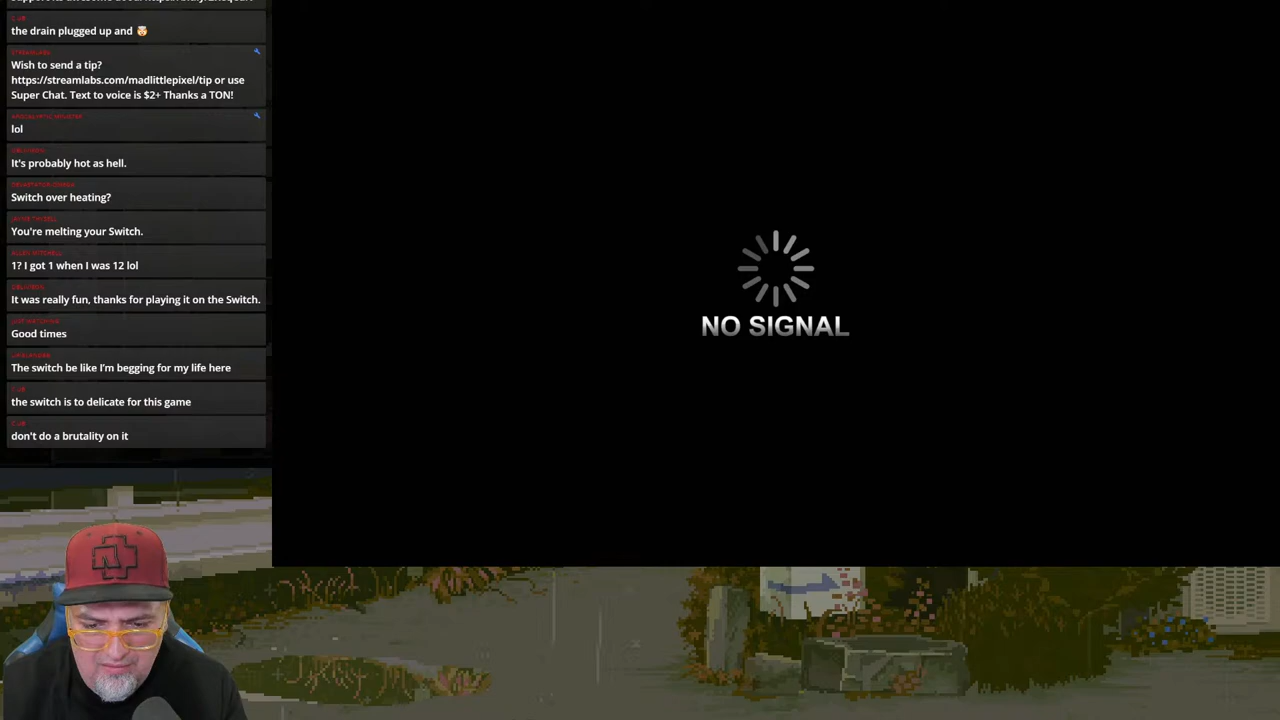 the drain plugged up and 🤯
STREAMLABS
Wish to send a tip?
https://streamlabs.com/madlittlepixel/tip or use
Super Chat. Text to voice is $2+ Thanks a TON!
lol
It's probably hot as hell.
Switch over heating?
You're melting your Switch.
ALLEN MITCHELL
1? I got 1 when I was 12 lol
It was really fun, thanks for playing it on the Switch.
Good times
The switch be like I'm begging for my life here
the switch is to delicate for this game
don't do a brutality on it
NO SIGNAL